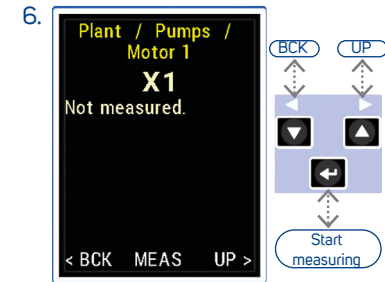 6.
Plant / Pumps /
Motor 1
X1
Not measured.
< BCK MEAS UP >
BCK UP
Start
measuring